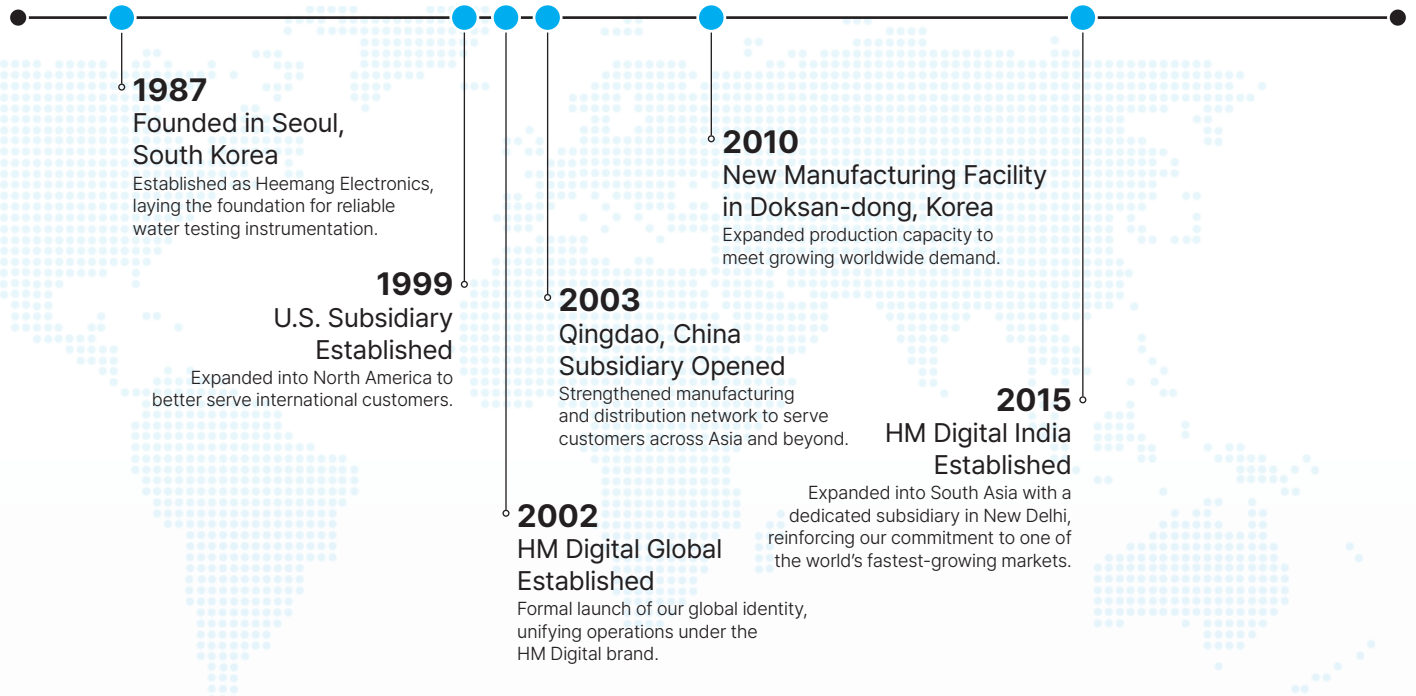 1987
Founded in Seoul,
South Korea
Established as Heemang Electronics,
laying the foundation for reliable
water testing instrumentation.
1999
U.S. Subsidiary
Established
Expanded into North America to
better serve international customers.
2002
HM Digital Global
Established
Formal launch of our global identity,
unifying operations under the
HM Digital brand.
2003
Qingdao, China
Subsidiary Opened
Strengthened manufacturing
and distribution network to serve
customers across Asia and beyond.
2010
New Manufacturing Facility
in Doksan-dong, Korea
Expanded production capacity to
meet growing worldwide demand.
2015
HM Digital India
Established
Expanded into South Asia with a
dedicated subsidiary in New Delhi,
reinforcing our commitment to one of
the world’s fastest-growing markets.